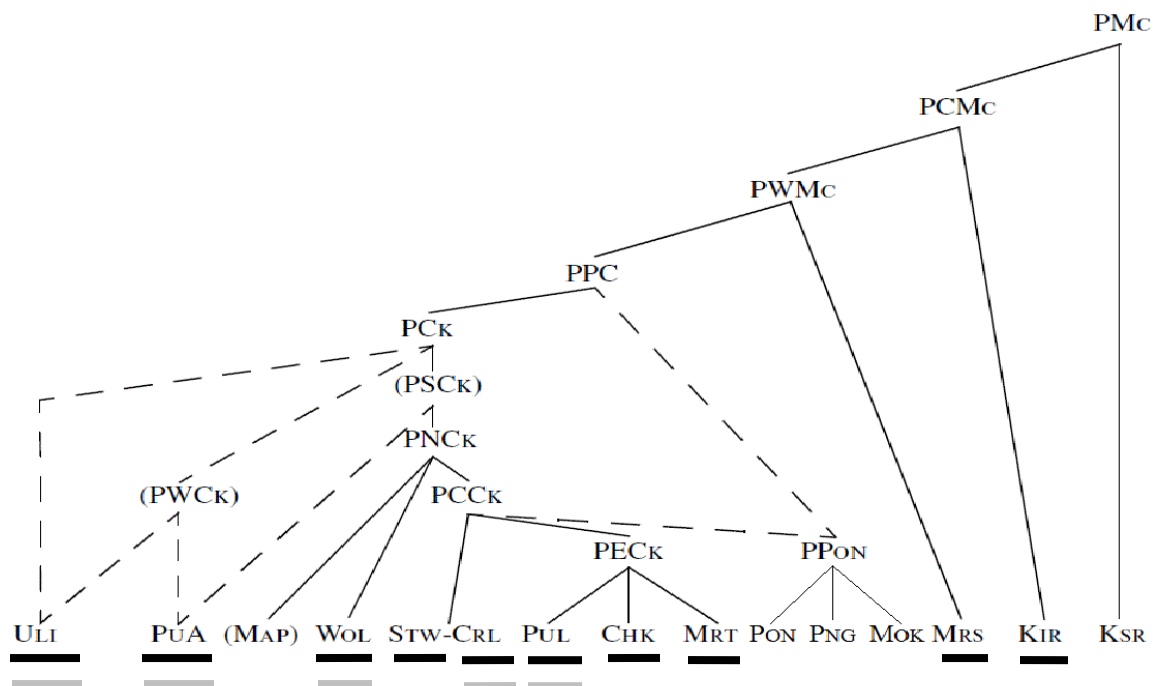 PMC
PCMC
PWMC
PPC
PCK
(PSCK)
PNCK
(PWCK) PCCK
PECK PPON
ULI PUA (MAP) WOL STW-CRL PUL CHK MRT PON PNG MOK MRS KIR KSR